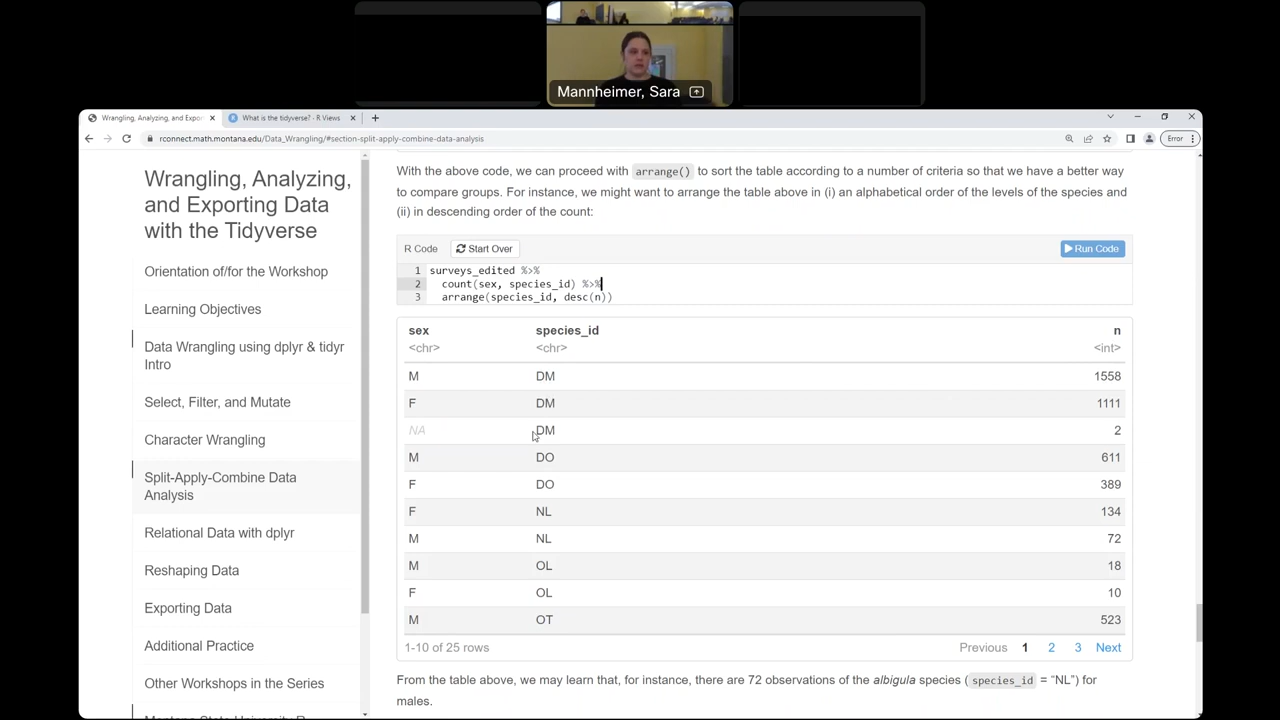 Mannheimer, Sara
Wrangling, Analyzing, and Expor
What is the tidyverse? · R Views
rconnect.math.montana.edu/Data_Wrangling/#section-split-apply-combine-data-analysis
Error
Wrangling, Analyzing,
and Exporting Data
with the Tidyverse
Orientation of/for the Workshop
Learning Objectives
Data Wrangling using dplyr & tidyr
Intro
Select, Filter, and Mutate
Character Wrangling
Split-Apply-Combine Data
Analysis
Relational Data with dplyr
Reshaping Data
Exporting Data
Additional Practice
Other Workshops in the Series
Montana State University R
With the above code, we can proceed with arrange() to sort the table according to a number of criteria so that we have a better way
to compare groups. For instance, we might want to arrange the table above in (i) an alphabetical order of the levels of the species and
(ii) in descending order of the count:
R Code Start Over Run Code
1 surveys_edited %>%
2 count(sex, species_id) %>%
3 arrange(species_id, desc(n))
sex species_id n
<chr> <chr> <int>
M DM 1558
F DM 1111
NA DM 2
M DO 611
F DO 389
F NL 134
M NL 72
M OL 18
F OL 10
M OT 523
1-10 of 25 rows Previous 1 2 3 Next
From the table above, we may learn that, for instance, there are 72 observations of the albigula species (species_id = “NL”) for
males.